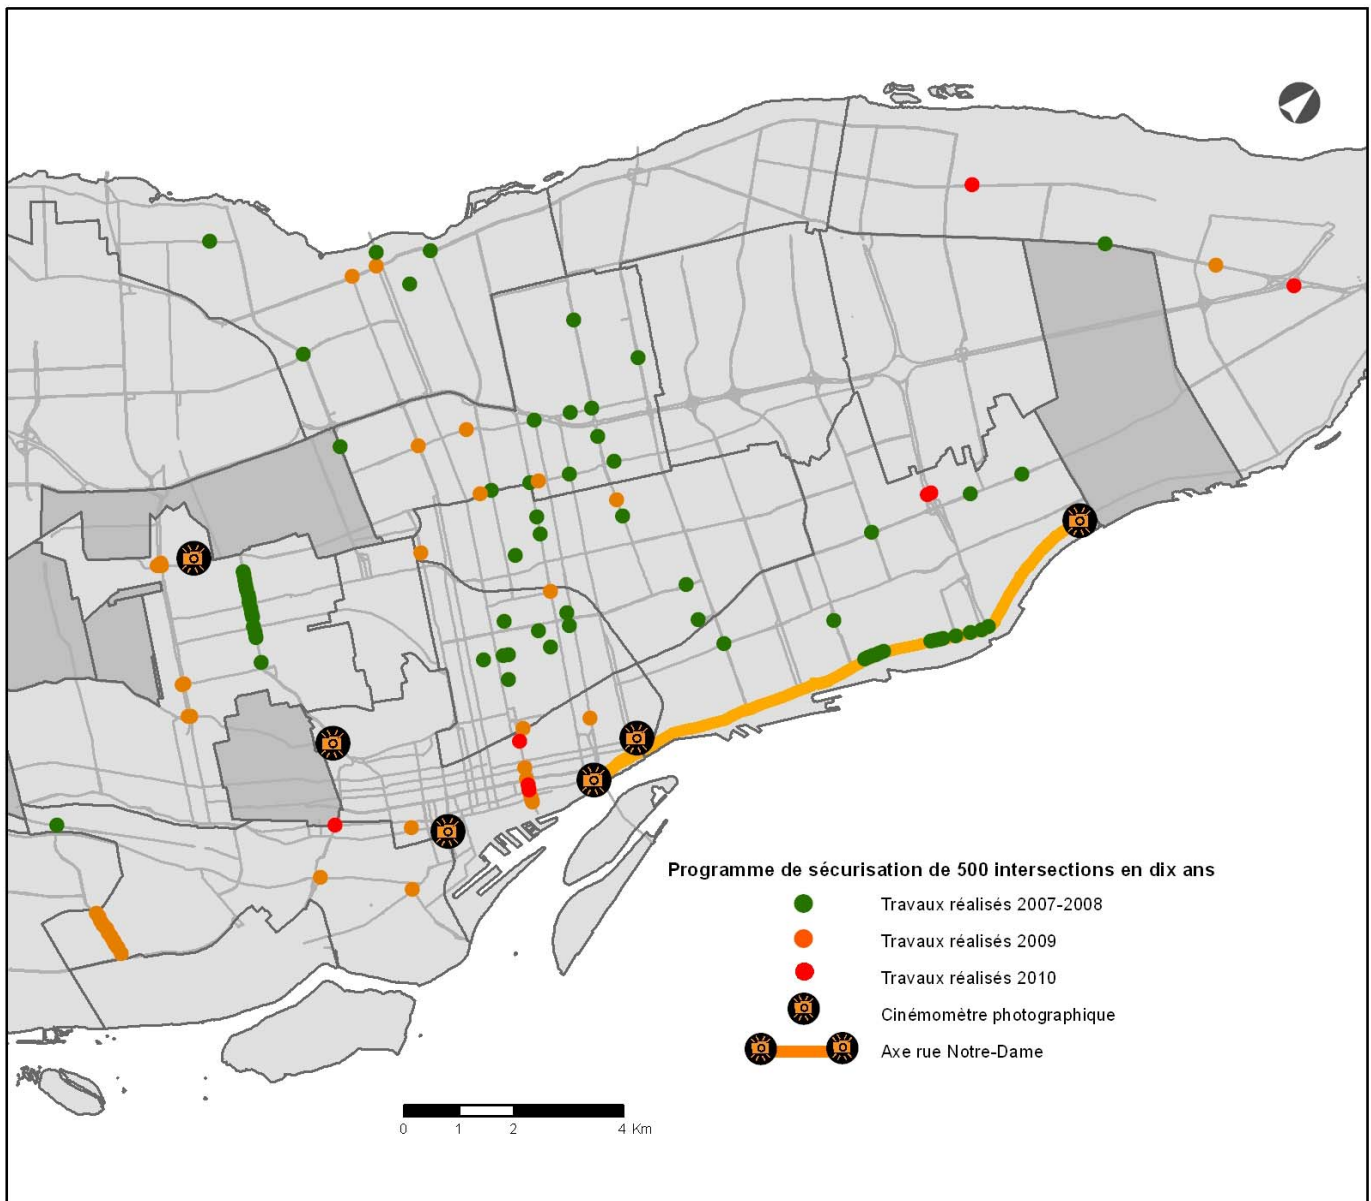 Programme de sécurisation de 500 intersections en dix ans
Travaux réalisés 2007-2008
Travaux réalisés 2009
Travaux réalisés 2010
Cinémomètre photographique
Axe rue Notre-Dame
0 1 2 4 Km